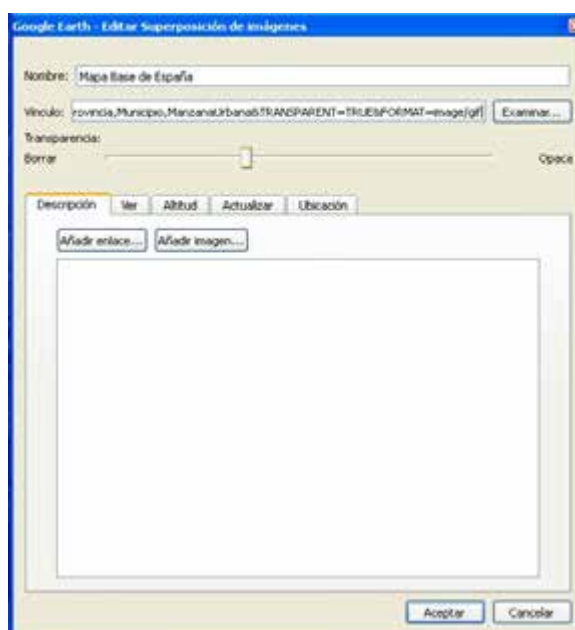 Google Earth - Editar Superposición de imágenes
Nombre: Mapa Base de España
Vínculo: rovincia,Municipio,ManzanaUrbana&TRANSPARENT=TRUE&FORMAT=image/gif Examinar...
Transparencia:
Borrar Opaca
Descripción Ver Altitud Actualizar Ubicación
Añadir enlace... Añadir imagen...
Aceptar Cancelar